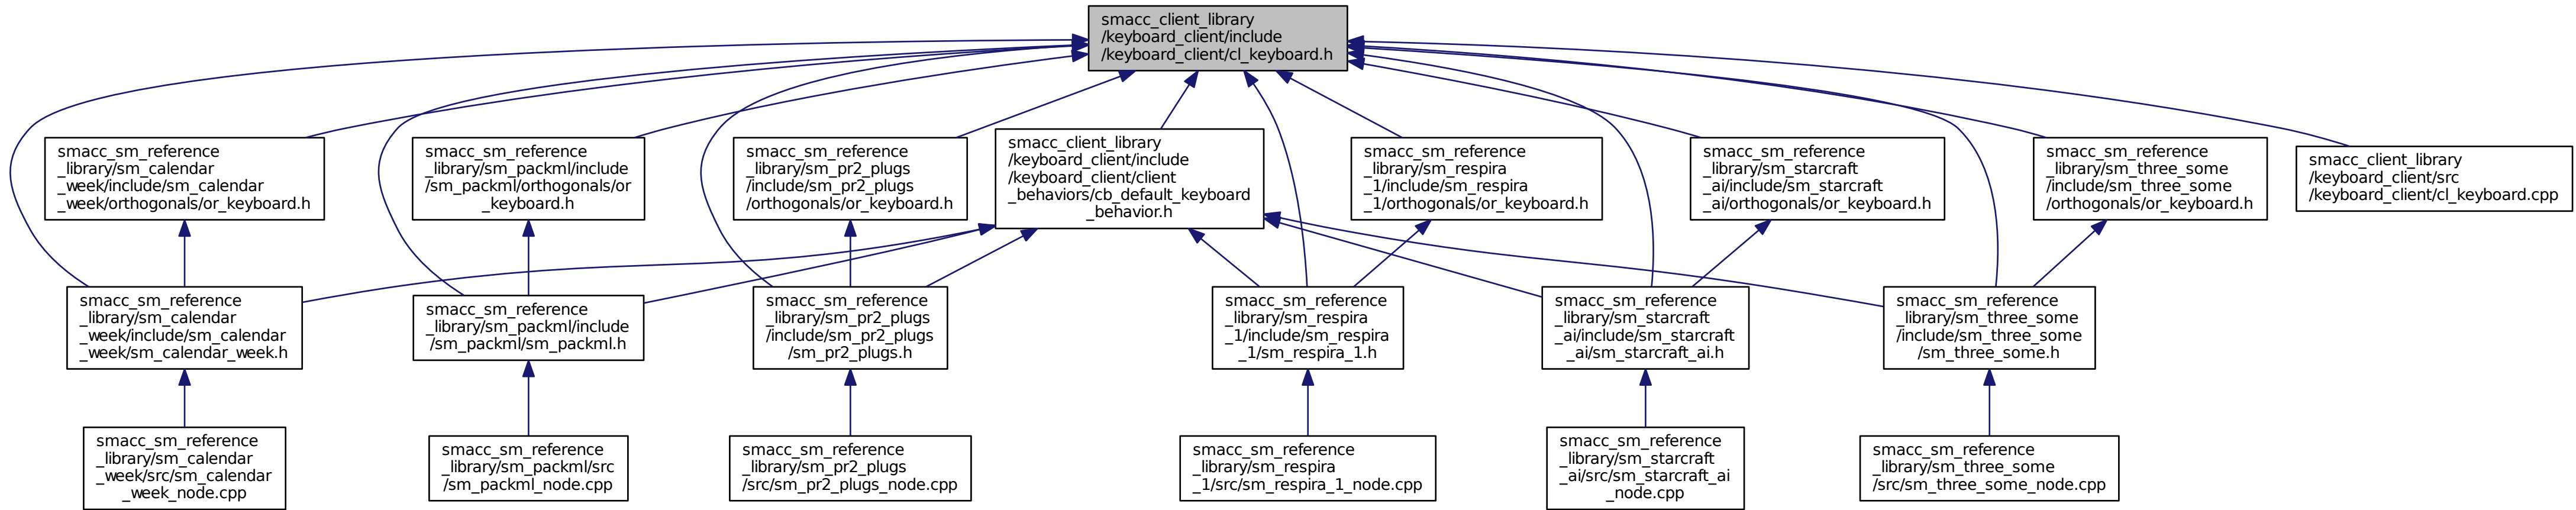 smacc_client_library
/keyboard_client/include
/keyboard_client/cl_keyboard.h
smacc_sm_reference
_library/sm_calendar
_week/include/sm_calendar
_week/orthogonals/or_keyboard.h
smacc_sm_reference
_library/sm_packml/include
/sm_packml/orthogonals/or
_keyboard.h
smacc_sm_reference
_library/sm_pr2_plugs
/include/sm_pr2_plugs
/orthogonals/or_keyboard.h
smacc_client_library
/keyboard_client/include
/keyboard_client/client
_behaviors/cb_default_keyboard
_behavior.h
smacc_sm_reference
_library/sm_respira
_1/include/sm_respira
_1/orthogonals/or_keyboard.h
smacc_sm_reference
_library/sm_starcraft
_ai/include/sm_starcraft
_ai/orthogonals/or_keyboard.h
smacc_sm_reference
_library/sm_three_some
/include/sm_three_some
/orthogonals/or_keyboard.h
smacc_client_library
/keyboard_client/src
/keyboard_client/cl_keyboard.cpp
smacc_sm_reference
_library/sm_calendar
_week/include/sm_calendar
_week/sm_calendar_week.h
smacc_sm_reference
_library/sm_packml/include
/sm_packml/sm_packml.h
smacc_sm_reference
_library/sm_pr2_plugs
/include/sm_pr2_plugs
/sm_pr2_plugs.h
smacc_sm_reference
_library/sm_respira
_1/include/sm_respira
_1/sm_respira_1.h
smacc_sm_reference
_library/sm_starcraft
_ai/include/sm_starcraft
_ai/sm_starcraft_ai.h
smacc_sm_reference
_library/sm_three_some
/include/sm_three_some
/sm_three_some.h
smacc_sm_reference
_library/sm_calendar
_week/src/sm_calendar
_week_node.cpp
smacc_sm_reference
_library/sm_packml/src
/sm_packml_node.cpp
smacc_sm_reference
_library/sm_pr2_plugs
/src/sm_pr2_plugs_node.cpp
smacc_sm_reference
_library/sm_respira
_1/src/sm_respira_1_node.cpp
smacc_sm_reference
_library/sm_starcraft
_ai/src/sm_starcraft_ai
_node.cpp
smacc_sm_reference
_library/sm_three_some
/src/sm_three_some_node.cpp